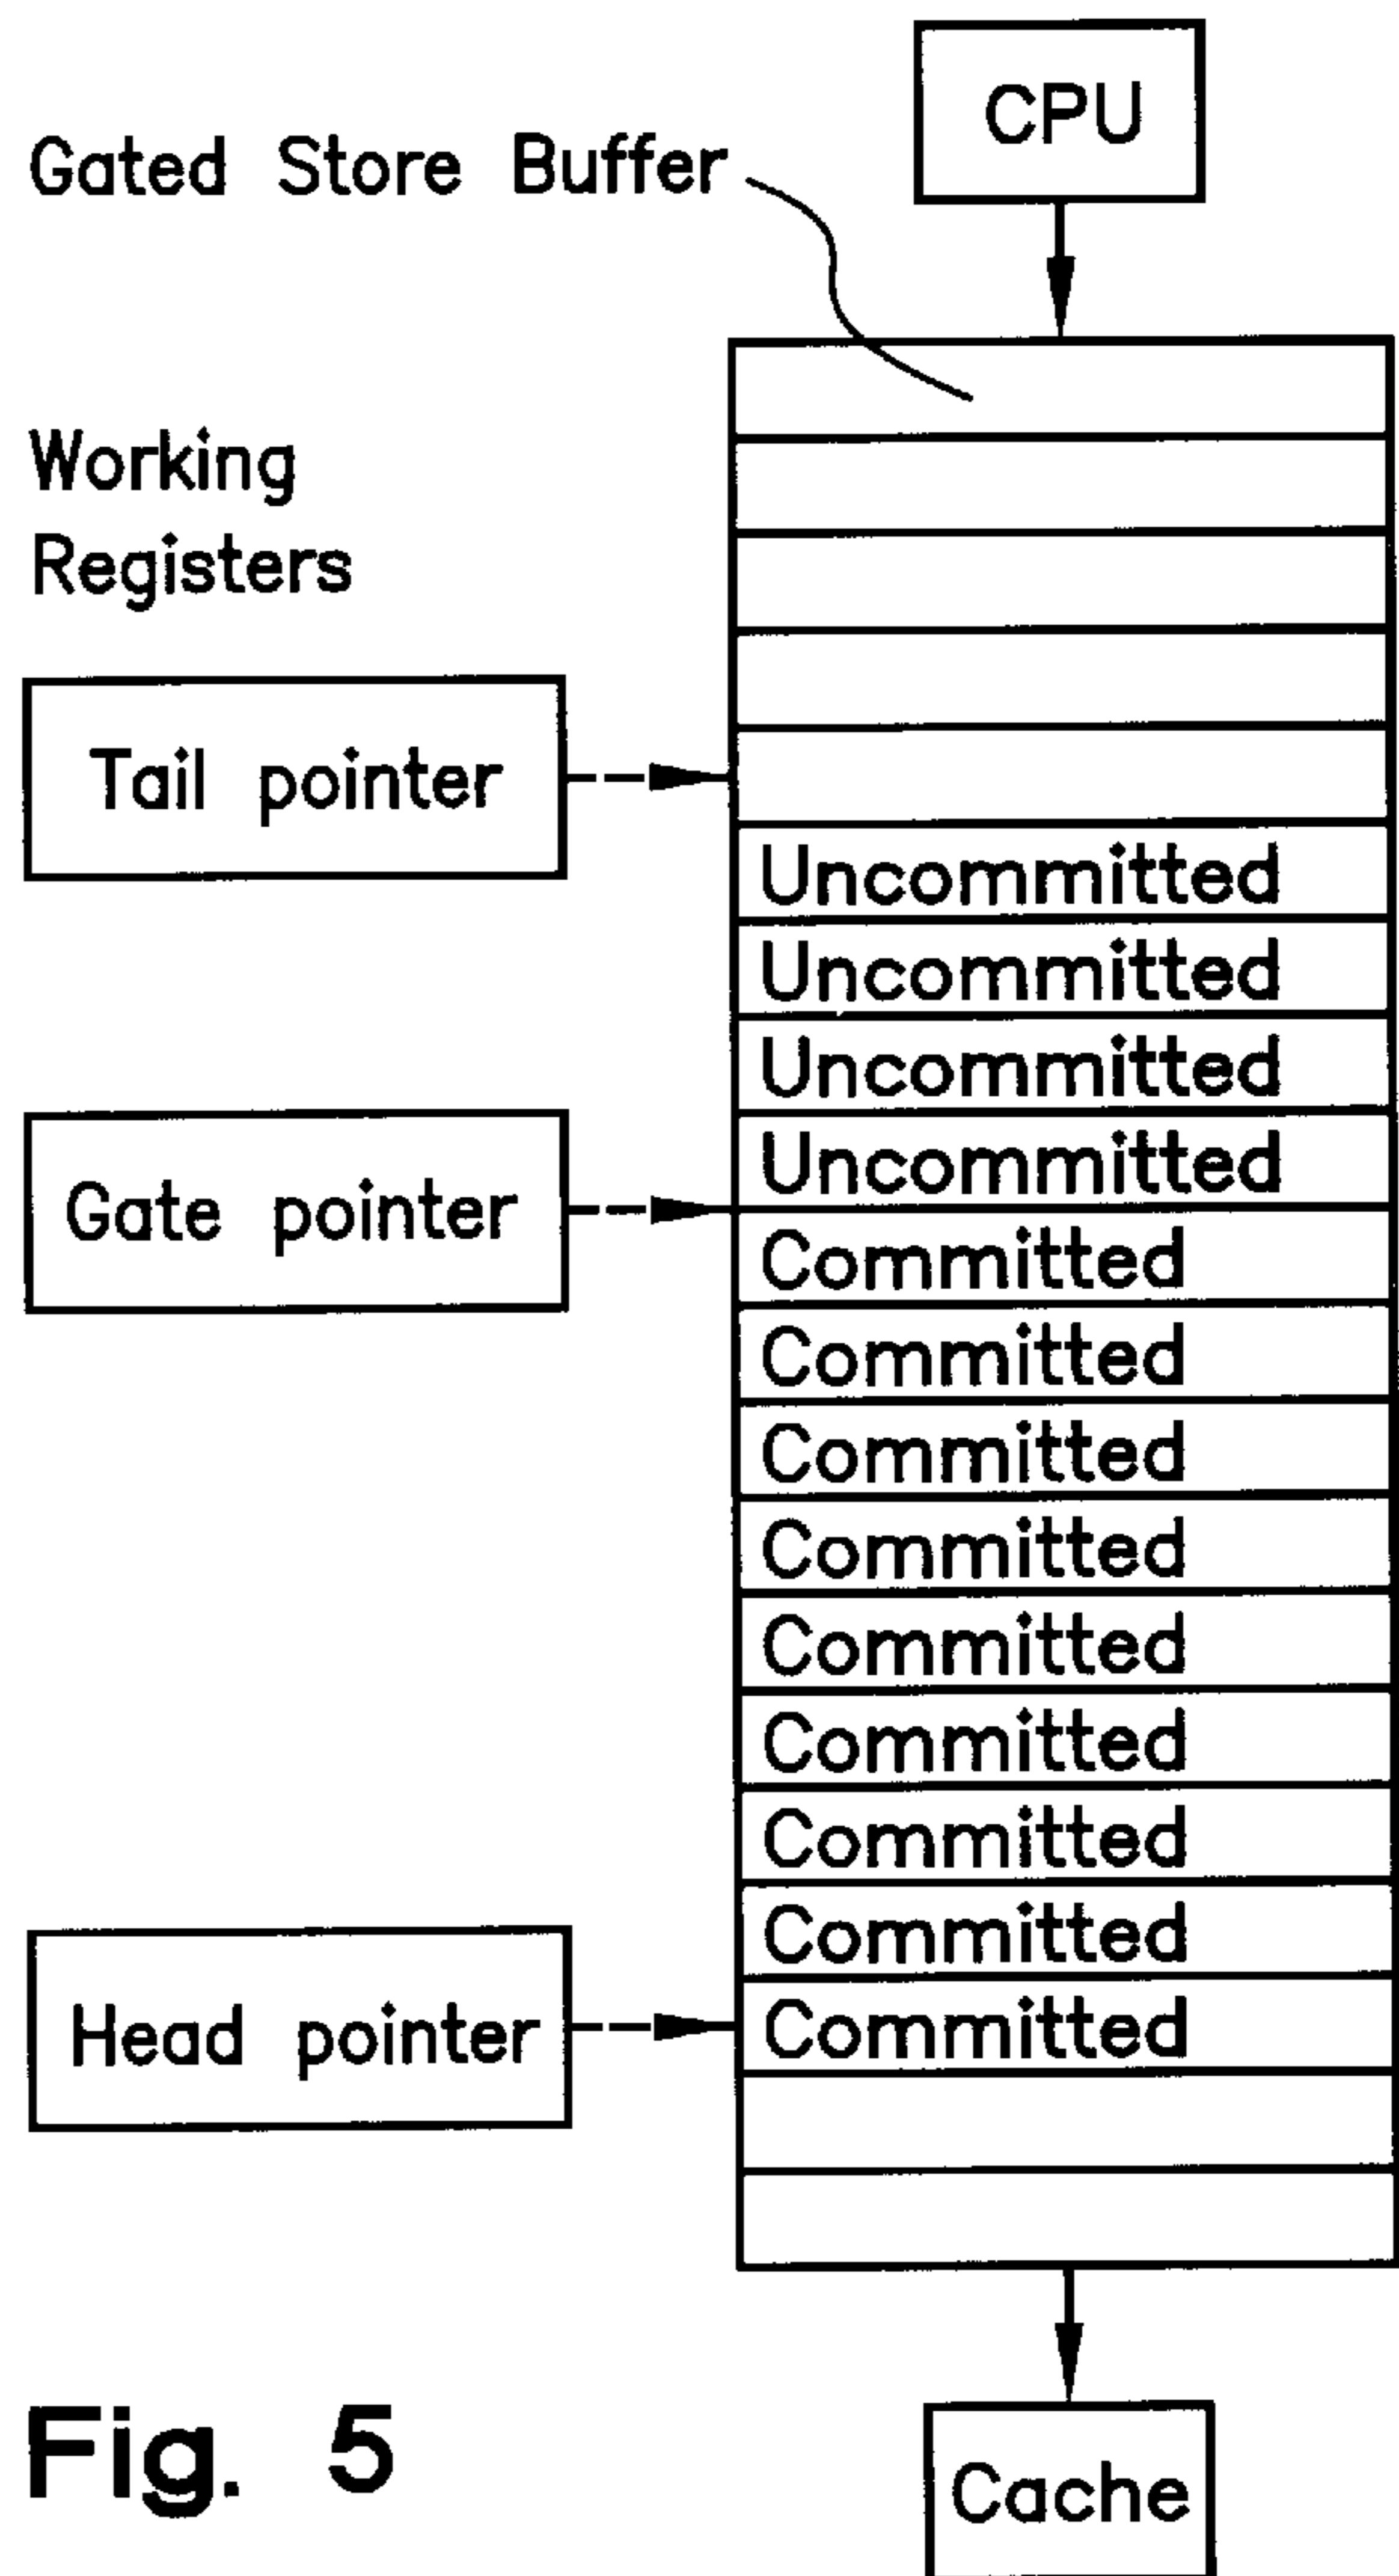 CPU
Gated Store Buffer
Working
Registers
Tail pointer
Uncommitted
Uncommitted
Uncommitted
Uncommitted
Gate pointer
Committed
Committed
Committed
Committed
Committed
Committed
Committed
Committed
Committed
Head pointer
Fig. 5
Cache